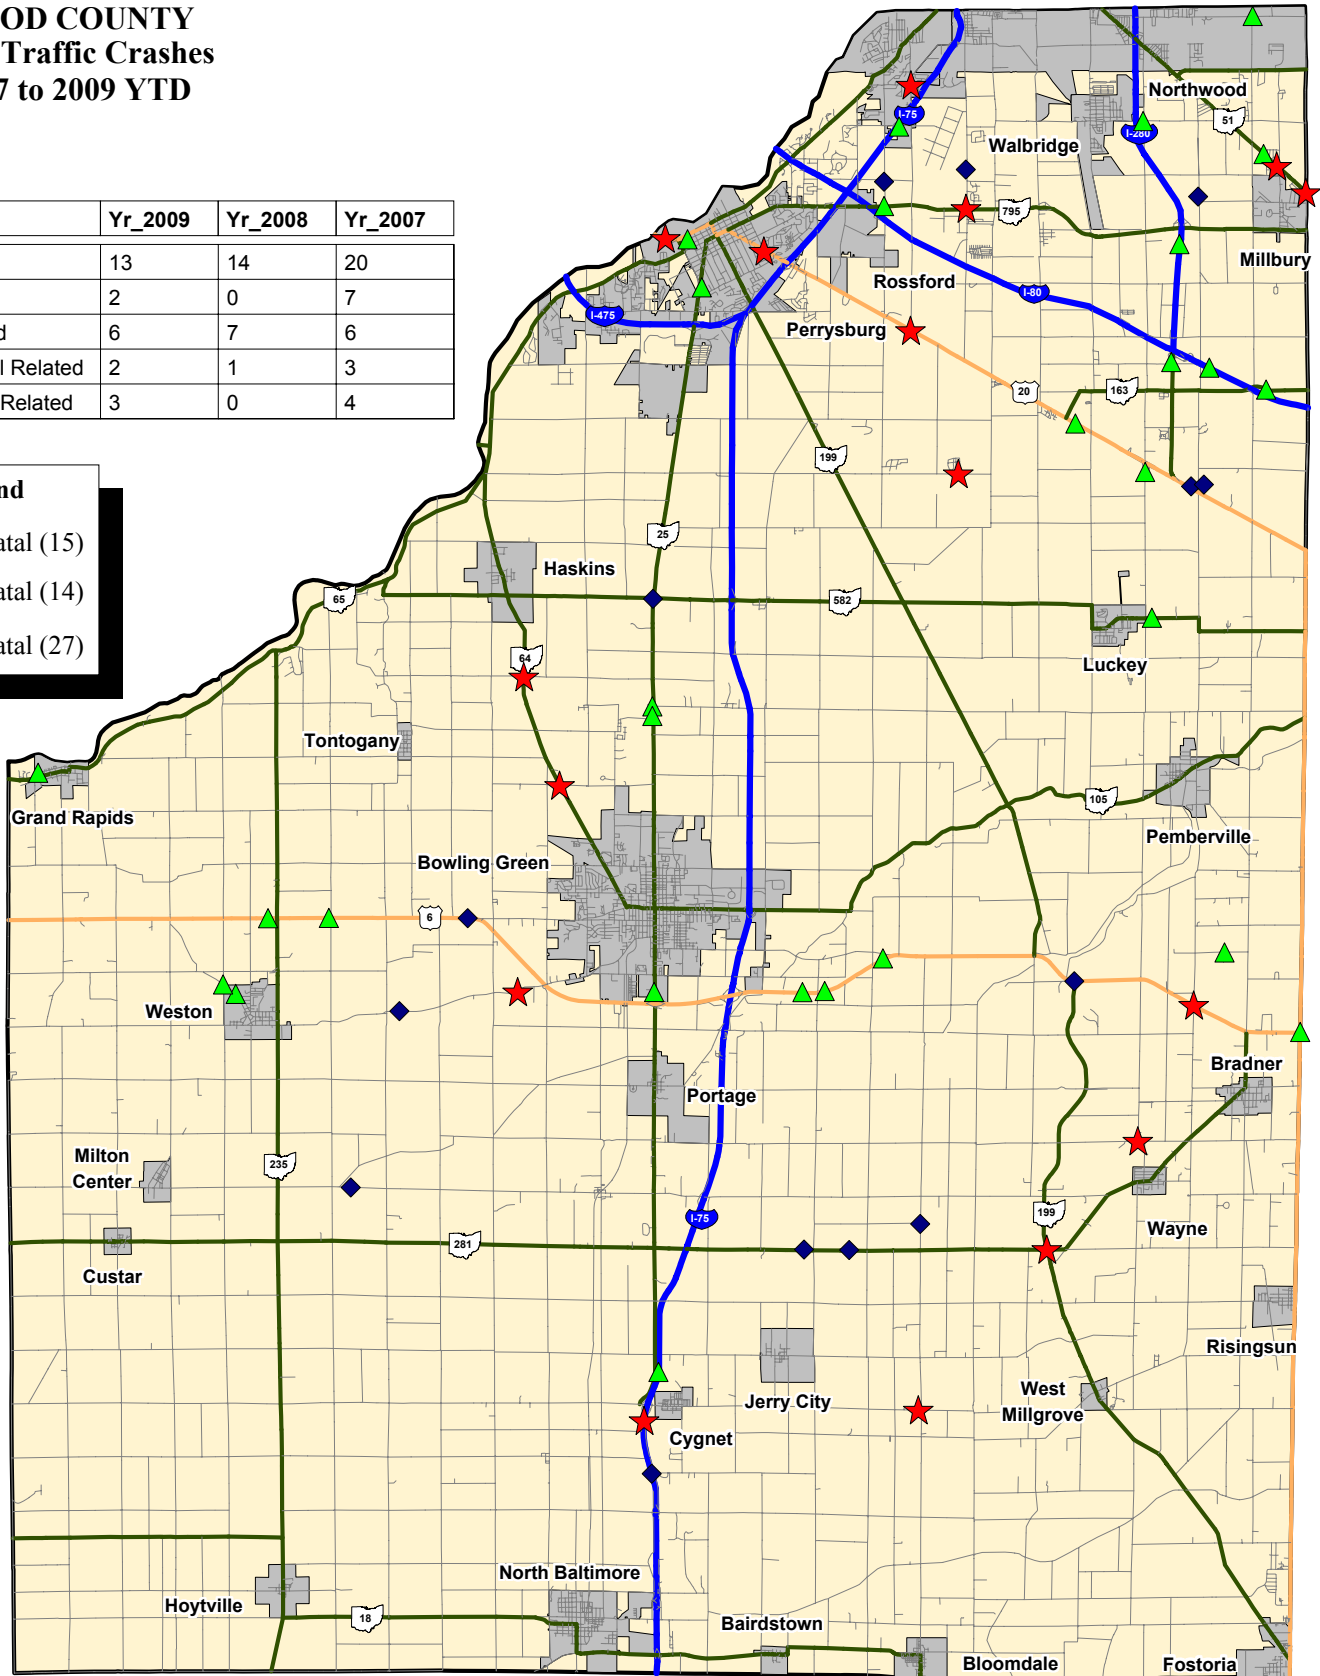 OD COUNTY
Traffic Crashes
7 to 2009 YTD
Yr_2009 Yr_2008 Yr_2007
13 14 20
2 0 7
d 6 7 6
l Related 2 1 3
Related 3 0 4
nd
atal (15)
atal (14)
atal (27)
Northwood
51
I-75
I-280
Walbridge
795
Millbury
Rossford
I-80
I-475
Perrysburg
20
163
199
25
Haskins
65
582
64
Luckey
Tontogany
105
Grand Rapids
Pemberville
Bowling Green
6
Weston
Bradner
Portage
Milton
Center
235
199
I-75
Wayne
281
Custar
Risingsun
West
Millgrove
Jerry City
Cygnet
North Baltimore
Hoytville
18
Bairdstown
Bloomdale
Fostoria